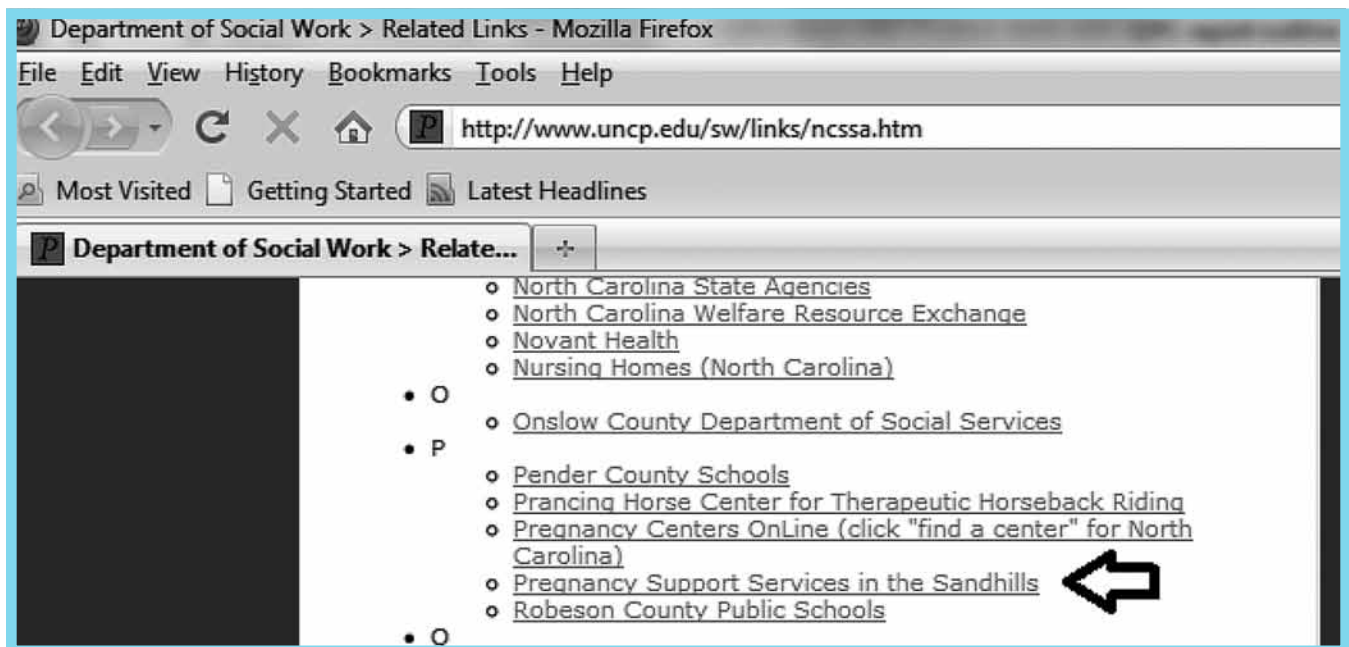 Department of Social Work > Related Links - Mozilla Firefox
File Edit View History Bookmarks Tools Help
P http://www.uncp.edu/sw/links/ncssa.htm
Most Visited Getting Started Latest Headlines
P Department of Social Work > Relate...
North Carolina State Agencies
North Carolina Welfare Resource Exchange
Novant Health
Nursing Homes (North Carolina)
O
Onslow County Department of Social Services
P
Pender County Schools
Prancing Horse Center for Therapeutic Horseback Riding
Pregnancy Centers OnLine (click "find a center" for North
Carolina)
Pregnancy Support Services in the Sandhills
Robeson County Public Schools